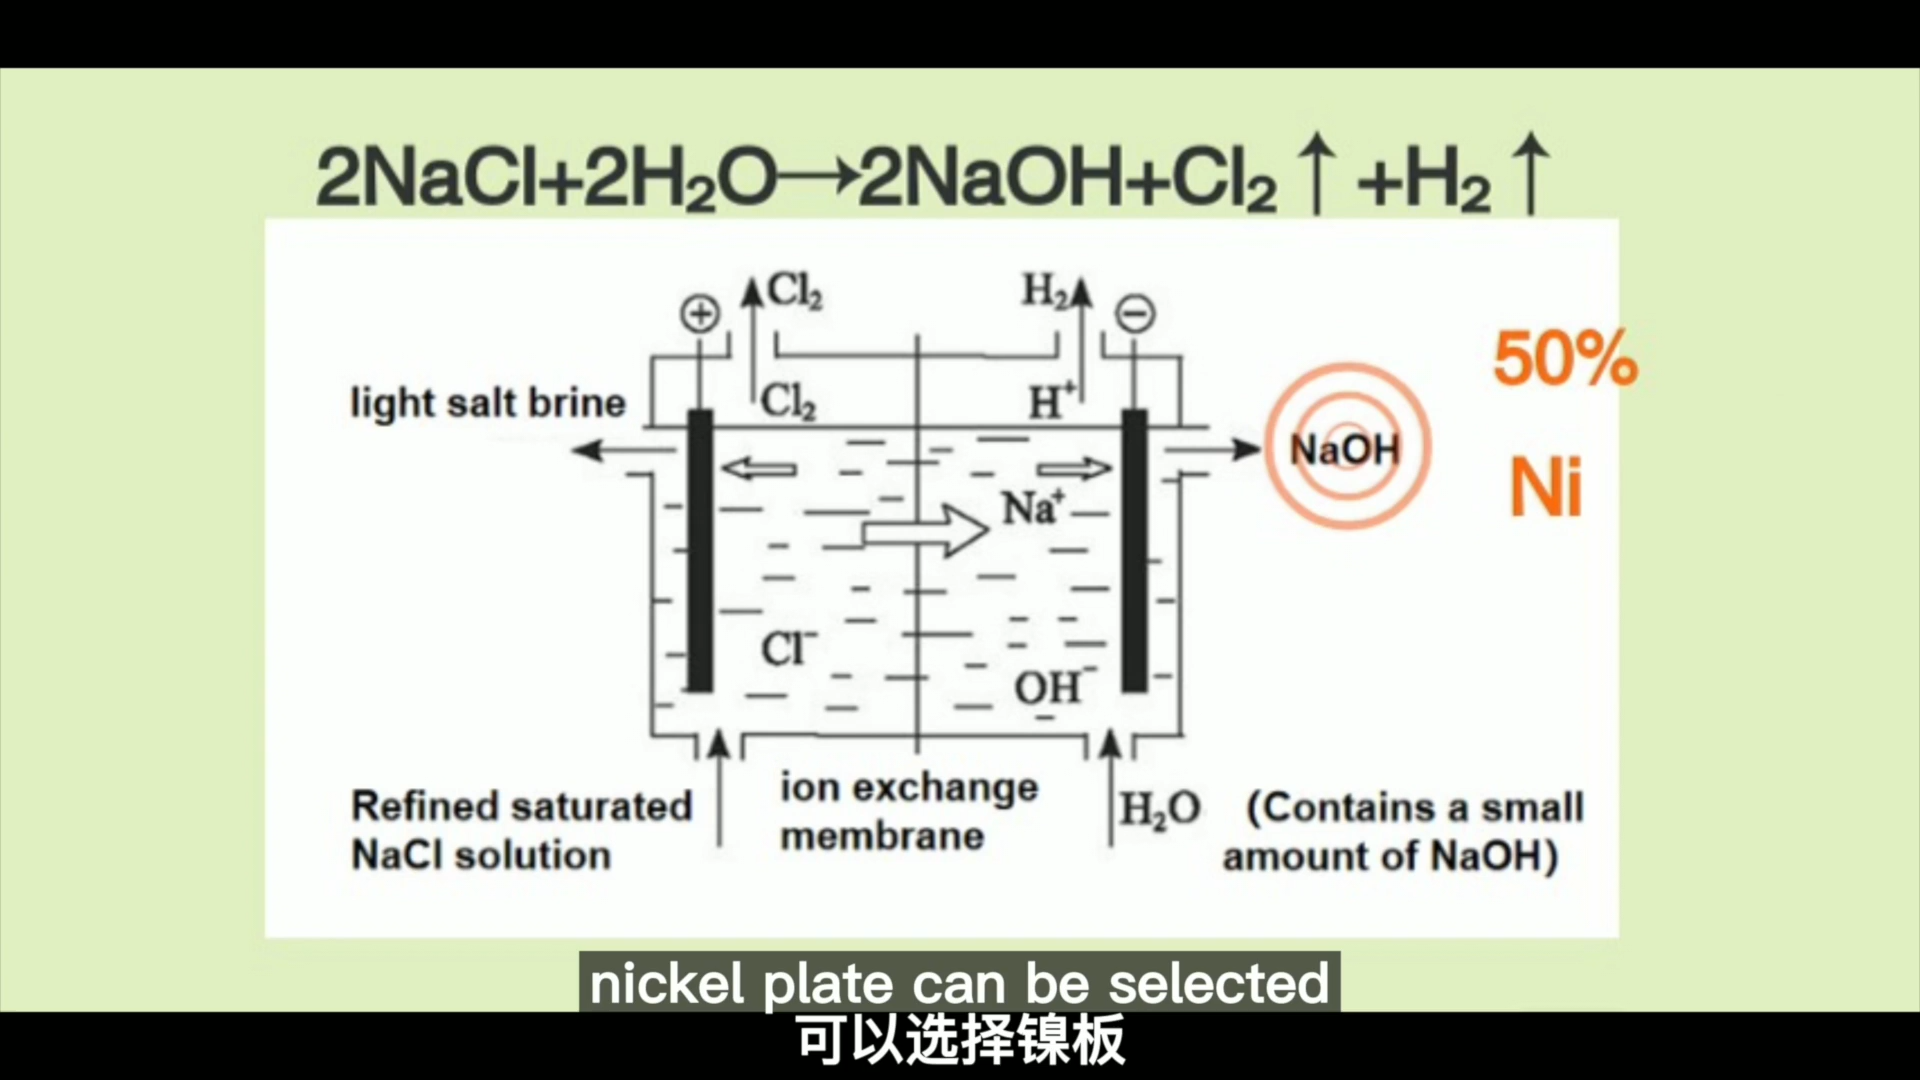 2NaCl+2H₂O→2NaOH+Cl₂↑+H₂↑
⊕
Cl₂
H₂
⊖
50%
light salt brine
Cl₂
H⁺
NaOH
Ni
Na⁺
Cl⁻
OH⁻
Refined saturated
NaCl solution
ion exchange
membrane
H₂O
(Contains a small
amount of NaOH)
nickel plate can be selected
可以选择镍板